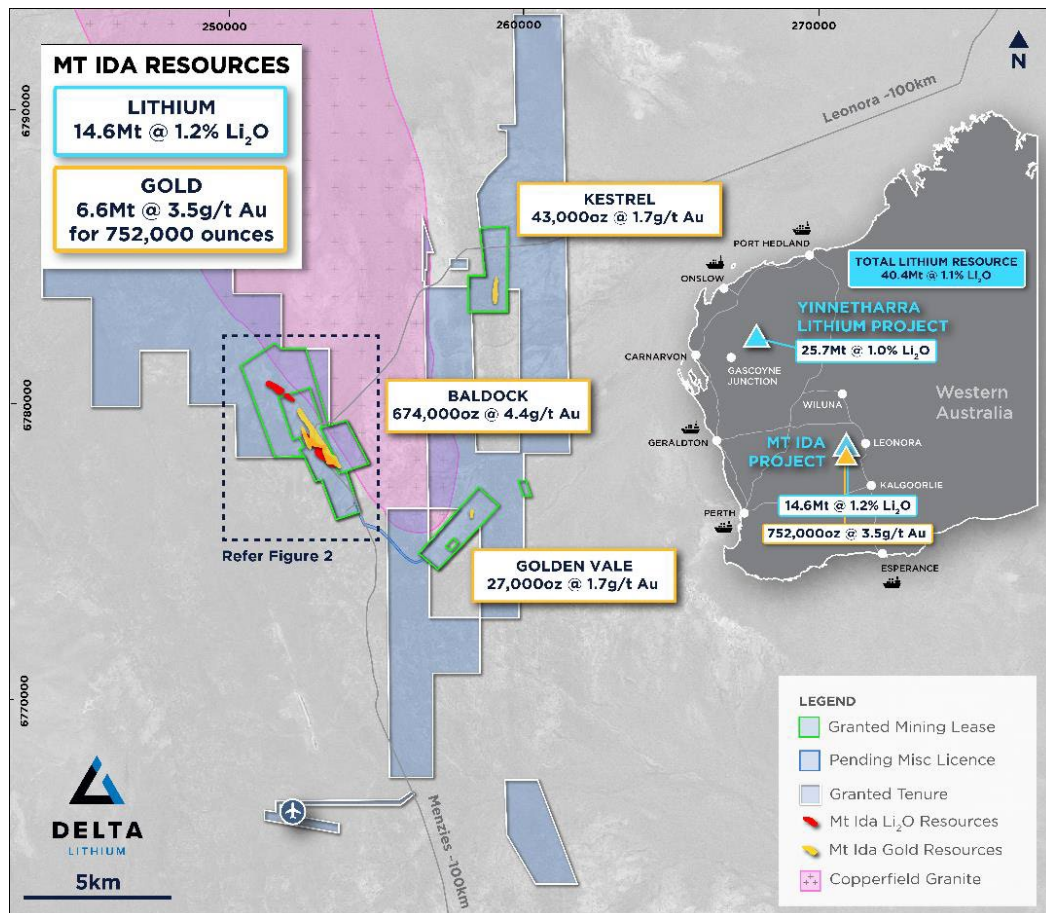 250000
260000
270000
6790000
6780000
6770000
N
MT IDA RESOURCES
LITHIUM
14.6Mt @ 1.2% Li₂O
GOLD
6.6Mt @ 3.5g/t Au
for 752,000 ounces
Leonora ~100km
KESTREL
43,000oz @ 1.7g/t Au
BALDOCK
674,000oz @ 4.4g/t Au
GOLDEN VALE
27,000oz @ 1.7g/t Au
Refer Figure 2
Menzies ~100km
PORT HEDLAND
ONSLOW
TOTAL LITHIUM RESOURCE
40.4Mt @ 1.1% Li₂O
YINNETHARRA
LITHIUM PROJECT
25.7Mt @ 1.0% Li₂O
CARNARVON
GASCOYNE
JUNCTION
WILUNA
Western
Australia
GERALDTON
MT IDA
PROJECT
LEONORA
KALGOORLIE
14.6Mt @ 1.2% Li₂O
PERTH
752,000oz @ 3.5g/t Au
ESPERANCE
LEGEND
Granted Mining Lease
Pending Misc Licence
Granted Tenure
Mt Ida Li₂O Resources
Mt Ida Gold Resources
Copperfield Granite
DELTA
LITHIUM
5km